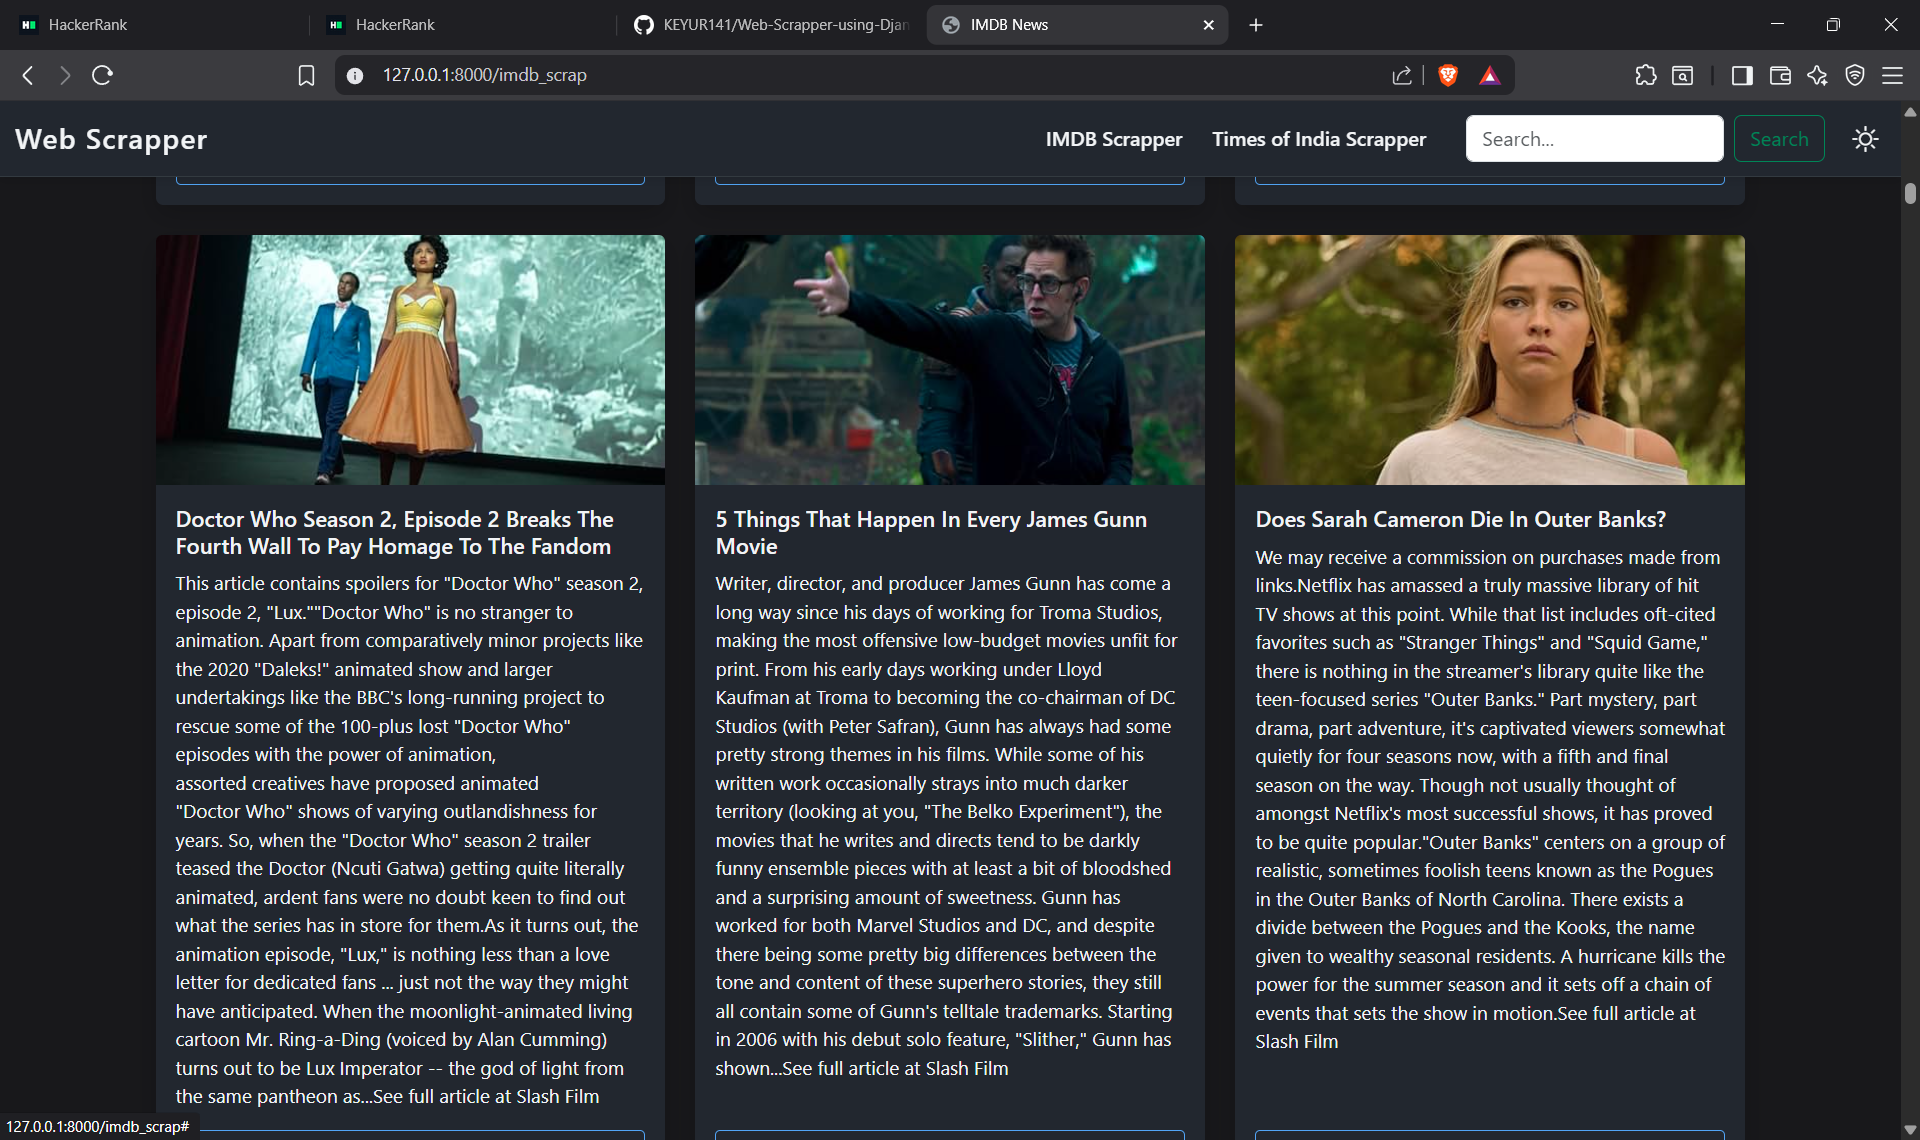 HackerRank
HackerRank
KEYUR141/Web-Scrapper-using-Djan
IMDB News
127.0.0.1:8000/imdb_scrap
Web Scrapper
IMDB Scrapper
Times of India Scrapper
Search...
Search
Doctor Who Season 2, Episode 2 Breaks The
Fourth Wall To Pay Homage To The Fandom
This article contains spoilers for "Doctor Who" season 2,
episode 2, "Lux.""Doctor Who" is no stranger to
animation. Apart from comparatively minor projects like
the 2020 "Daleks!" animated show and larger
undertakings like the BBC's long-running project to
rescue some of the 100-plus lost "Doctor Who"
episodes with the power of animation,
assorted creatives have proposed animated
"Doctor Who" shows of varying outlandishness for
years. So, when the "Doctor Who" season 2 trailer
teased the Doctor (Ncuti Gatwa) getting quite literally
animated, ardent fans were no doubt keen to find out
what the series has in store for them.As it turns out, the
animation episode, "Lux," is nothing less than a love
letter for dedicated fans ... just not the way they might
have anticipated. When the moonlight-animated living
cartoon Mr. Ring-a-Ding (voiced by Alan Cumming)
turns out to be Lux Imperator -- the god of light from
the same pantheon as...See full article at Slash Film
5 Things That Happen In Every James Gunn
Movie
Writer, director, and producer James Gunn has come a
long way since his days of working for Troma Studios,
making the most offensive low-budget movies unfit for
print. From his early days working under Lloyd
Kaufman at Troma to becoming the co-chairman of DC
Studios (with Peter Safran), Gunn has always had some
pretty strong themes in his films. While some of his
written work occasionally strays into much darker
territory (looking at you, "The Belko Experiment"), the
movies that he writes and directs tend to be darkly
funny ensemble pieces with at least a bit of bloodshed
and a surprising amount of sweetness. Gunn has
worked for both Marvel Studios and DC, and despite
there being some pretty big differences between the
tone and content of these superhero stories, they still
all contain some of Gunn's telltale trademarks. Starting
in 2006 with his debut solo feature, "Slither," Gunn has
shown...See full article at Slash Film
Does Sarah Cameron Die In Outer Banks?
We may receive a commission on purchases made from
links.Netflix has amassed a truly massive library of hit
TV shows at this point. While that list includes oft-cited
favorites such as "Stranger Things" and "Squid Game,"
there is nothing in the streamer's library quite like the
teen-focused series "Outer Banks." Part mystery, part
drama, part adventure, it's captivated viewers somewhat
quietly for four seasons now, with a fifth and final
season on the way. Though not usually thought of
amongst Netflix's most successful shows, it has proved
to be quite popular."Outer Banks" centers on a group of
realistic, sometimes foolish teens known as the Pogues
in the Outer Banks of North Carolina. There exists a
divide between the Pogues and the Kooks, the name
given to wealthy seasonal residents. A hurricane kills the
power for the summer season and it sets off a chain of
events that sets the show in motion.See full article at
Slash Film
127.0.0.1:8000/imdb_scrap#